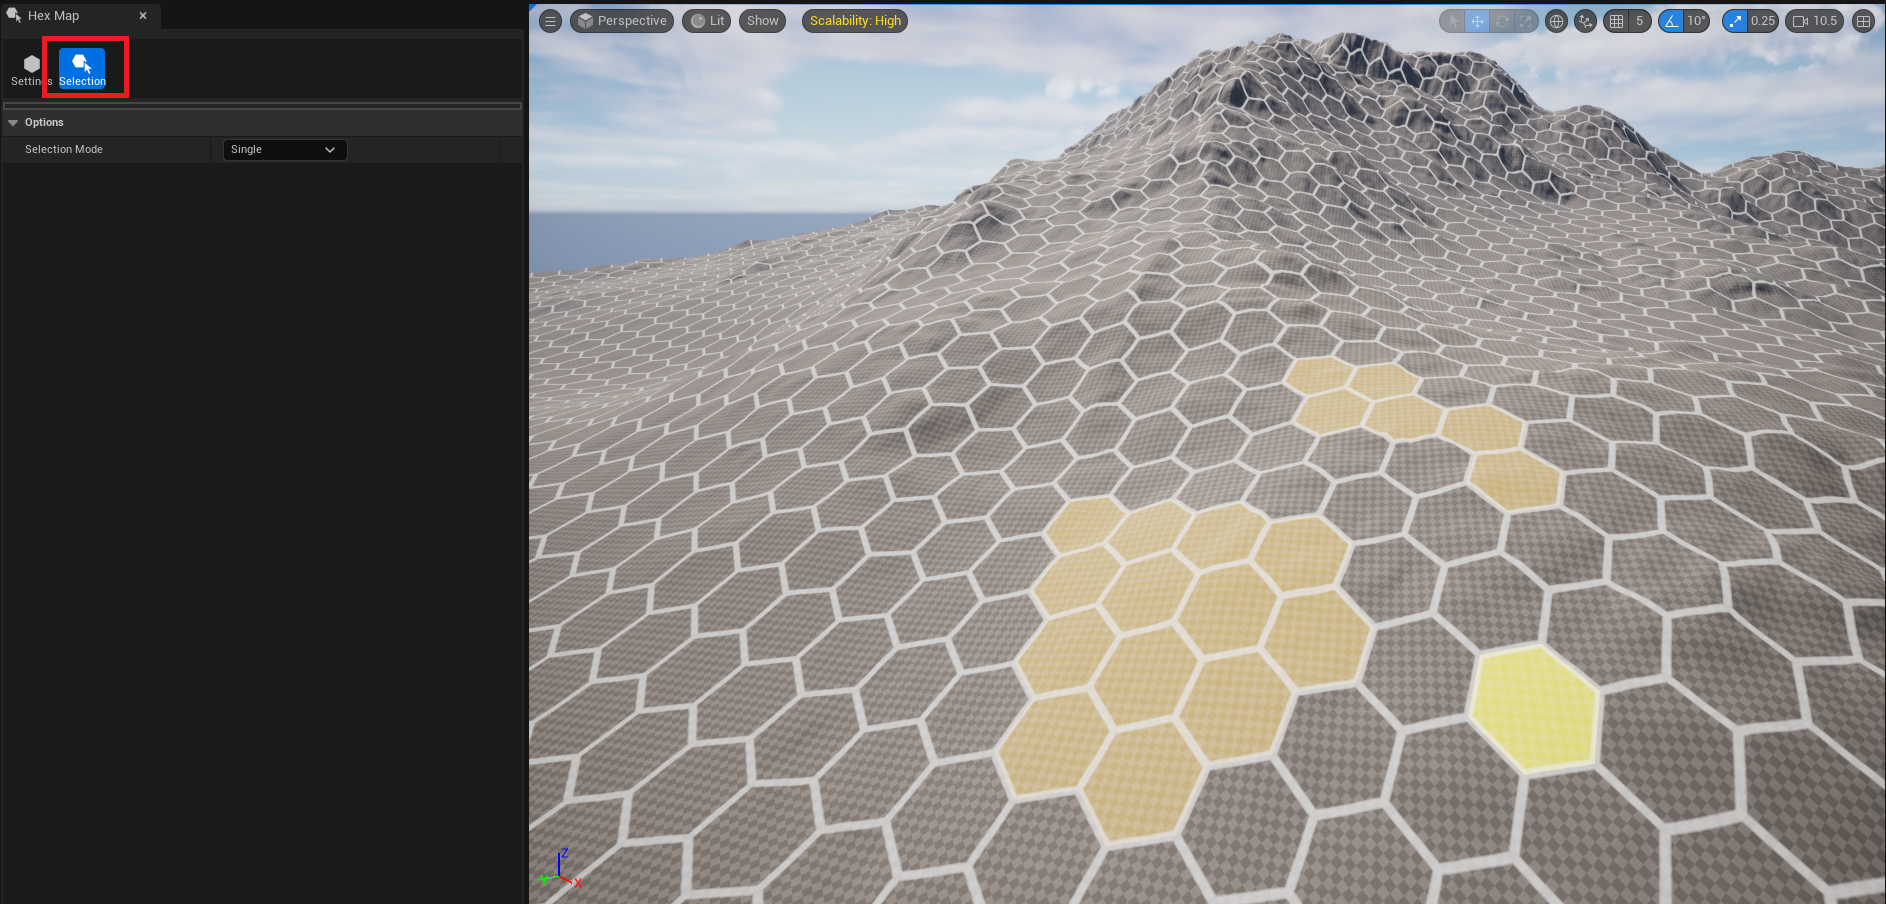 Hex Map
Settings
Selection
Options
Selection Mode
Single
Perspective
Lit
Show
Scalability: High
5
10°
0.25
10.5
Z
X